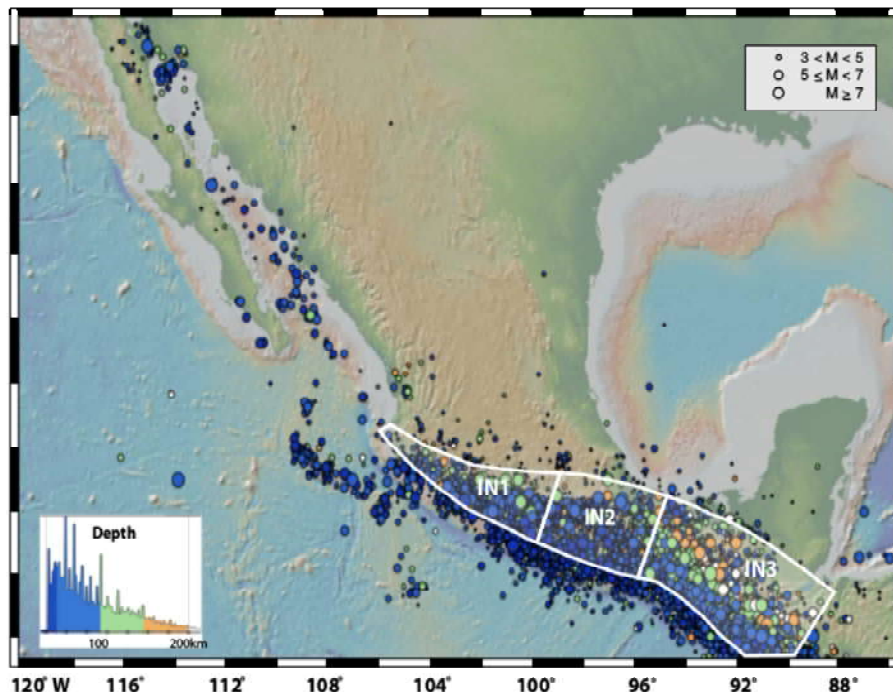 3 < M < 5
5 ≤ M < 7
M ≥ 7
IN1
IN2
IN3
Depth
100
200km
120° W
116°
112°
108°
104°
100°
96°
92°
88°